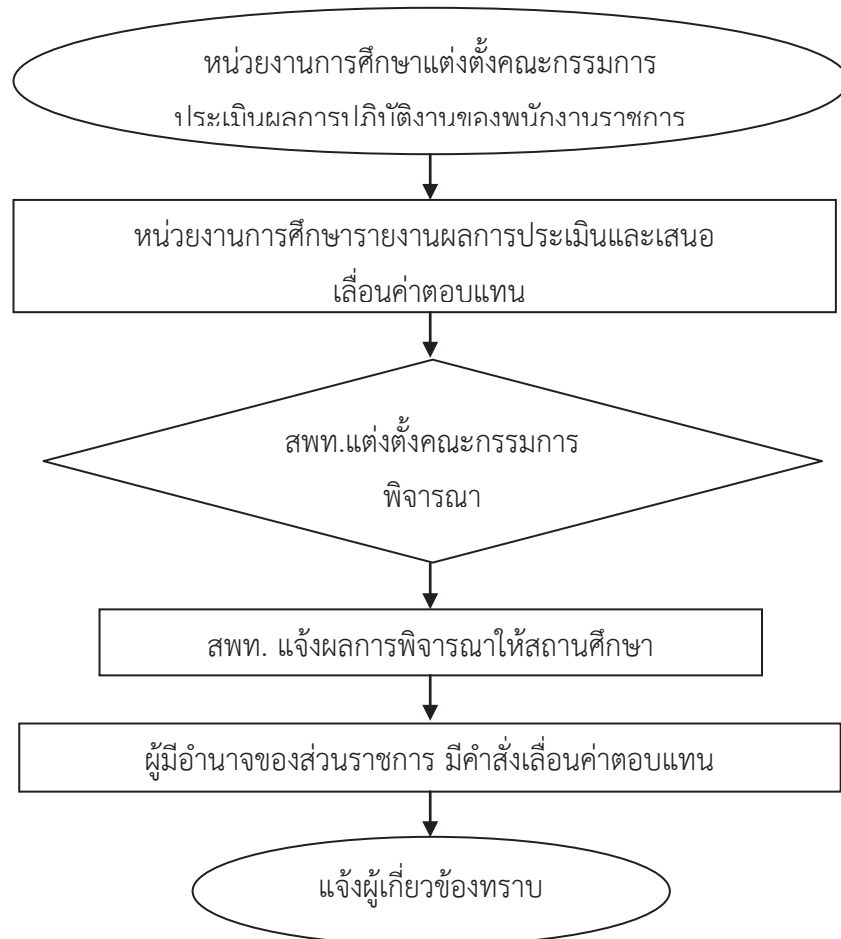 หน่วยงานการศึกษาแต่งตั้งคณะกรรมการ
ประเมินผลการปฏิบัติงานของพนักงานราชการ
หน่วยงานการศึกษารายงานผลการประเมินและเสนอ
เลื่อนค่าตอบแทน
สพท.แต่งตั้งคณะกรรมการ
พิจารณา
สพท. แจ้งผลการพิจารณาให้สถานศึกษา
ผู้มีอำนาจของส่วนราชการ มีคำสั่งเลื่อนค่าตอบแทน
แจ้งผู้เกี่ยวข้องทราบ